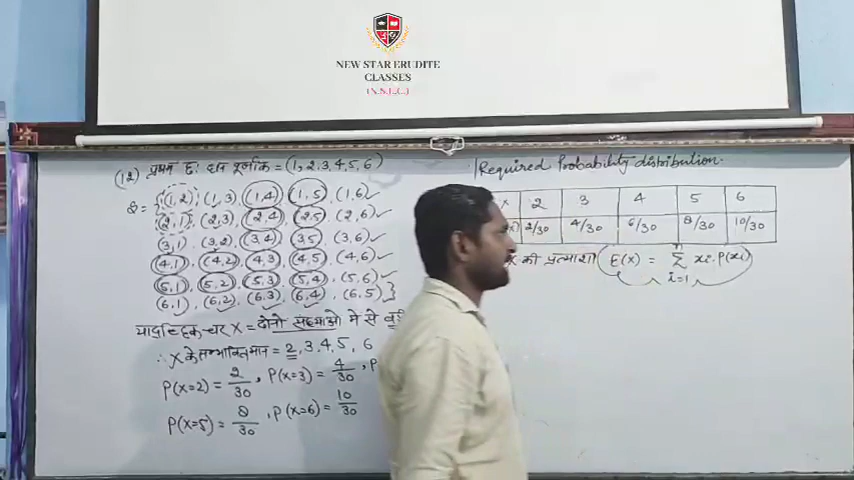 NEW STAR ERUDITE
CLASSES
(N.S.E.C)
(12) प्रथम छः धन पूर्णांक = (1,2,3,4,5,6)
S = {(1,2), (1,3), (1,4), (1,5), (1,6)
(2,1), (2,3), (2,4), (2,5), (2,6)
(3,1), (3,2), (3,4), (3,5), (3,6)
(4,1), (4,2), (4,3), (4,5), (4,6)
(5,1), (5,2), (5,3), (5,4), (5,6)
(6,1), (6,2), (6,3), (6,4), (6,5)}
यादृच्छिक चर X = दोनो संख्याओ मे से
∴ X के सम्भावित मान = 2, 3, 4, 5, 6
P(X=2) = 2/30, P(X=3) = 4/30, P
P(X=5) = 8/30, P(X=6) = 10/30
Required Probability distribution.
X 2 3 4 5 6
2/30 4/30 6/30 8/30 10/30
X की प्रत्याशा E(X) = n Σ i=1 xi. P(xi)